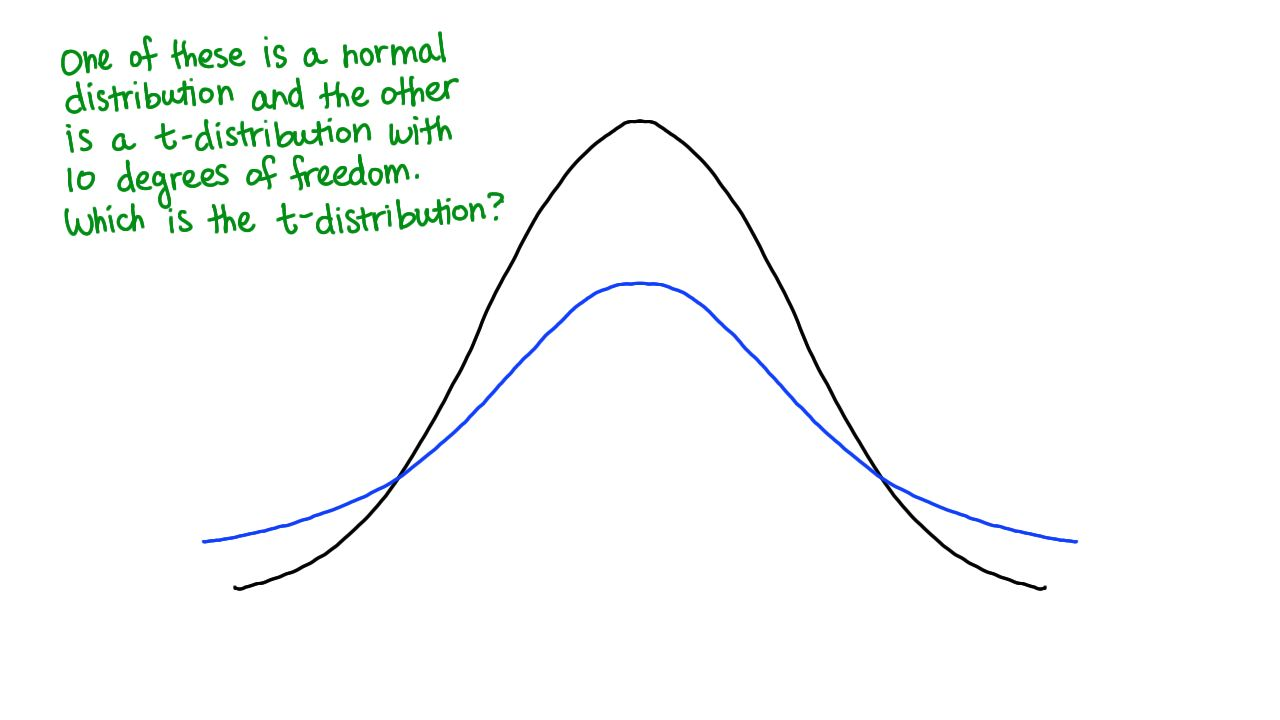 One of these is a normal
distribution and the other
is a t-distribution with
10 degrees of freedom.
Which is the t-distribution?